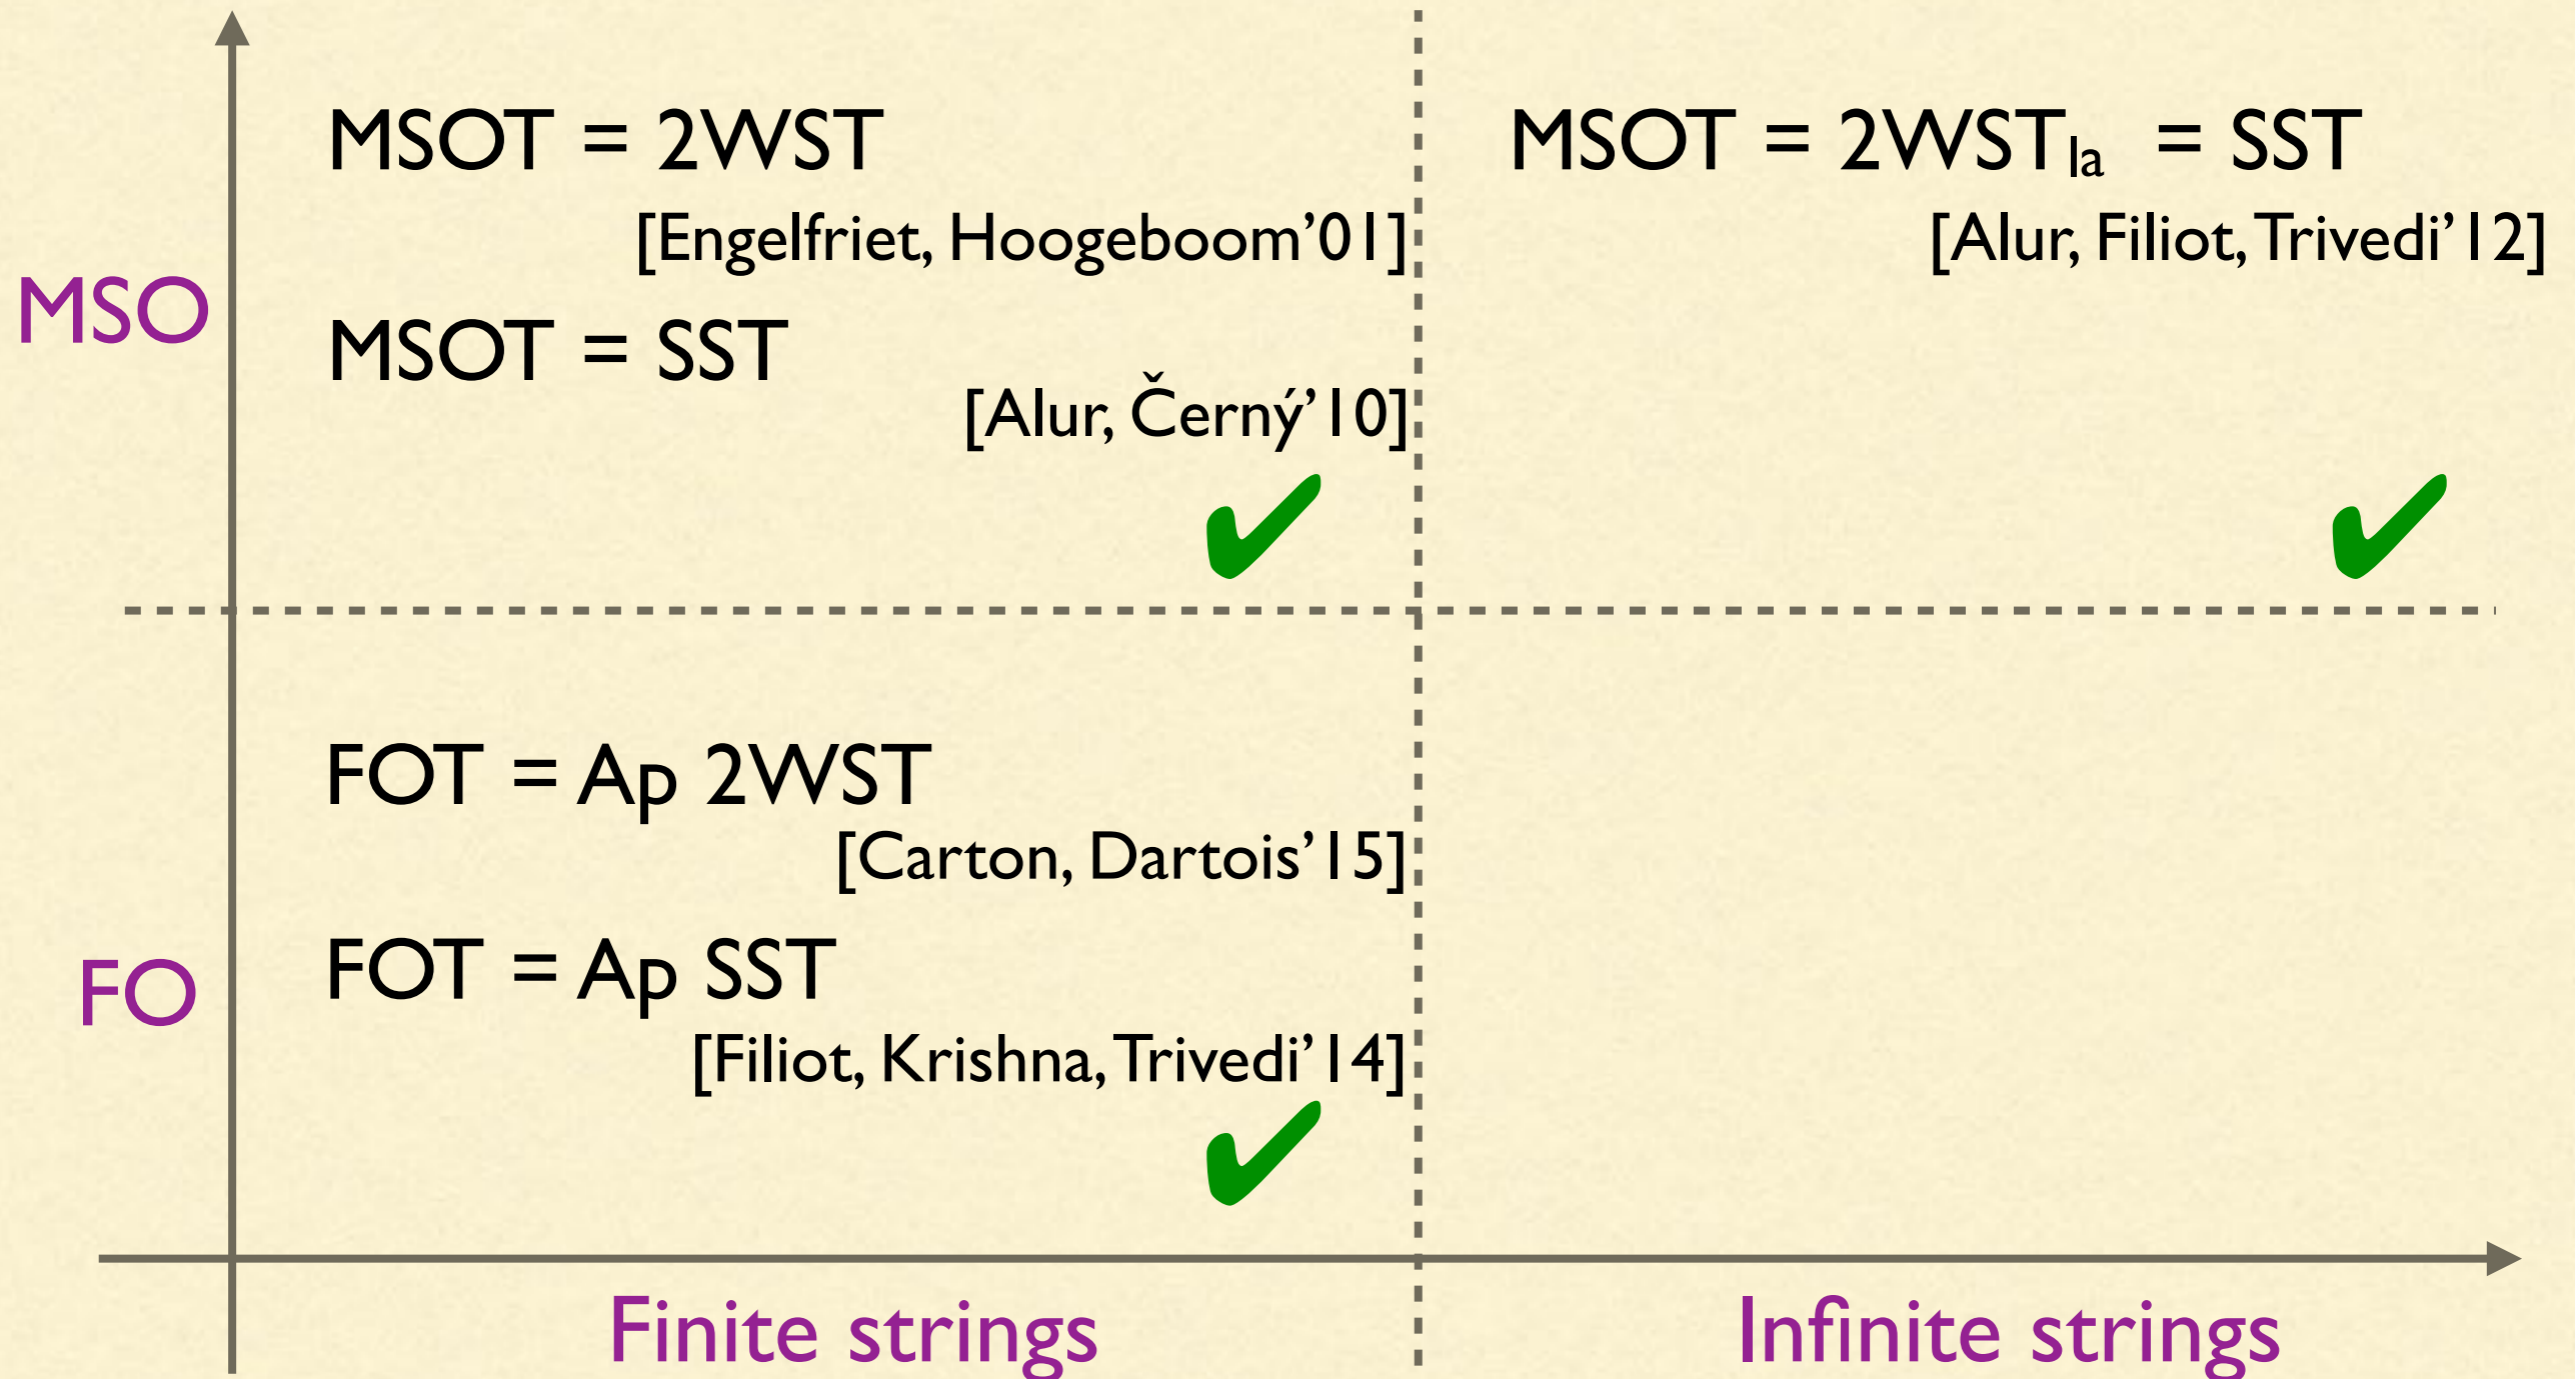 MSO
MSOT = 2WST
[Engelfriet, Hoogeboom’01]
MSOT = SST
[Alur, Černý’10]
✔
MSOT = 2WSTla = SST
[Alur, Filiot, Trivedi’12]
✔
FO
FOT = Ap 2WST
[Carton, Dartois’15]
FOT = Ap SST
[Filiot, Krishna, Trivedi’14]
✔
Finite strings
Infinite strings